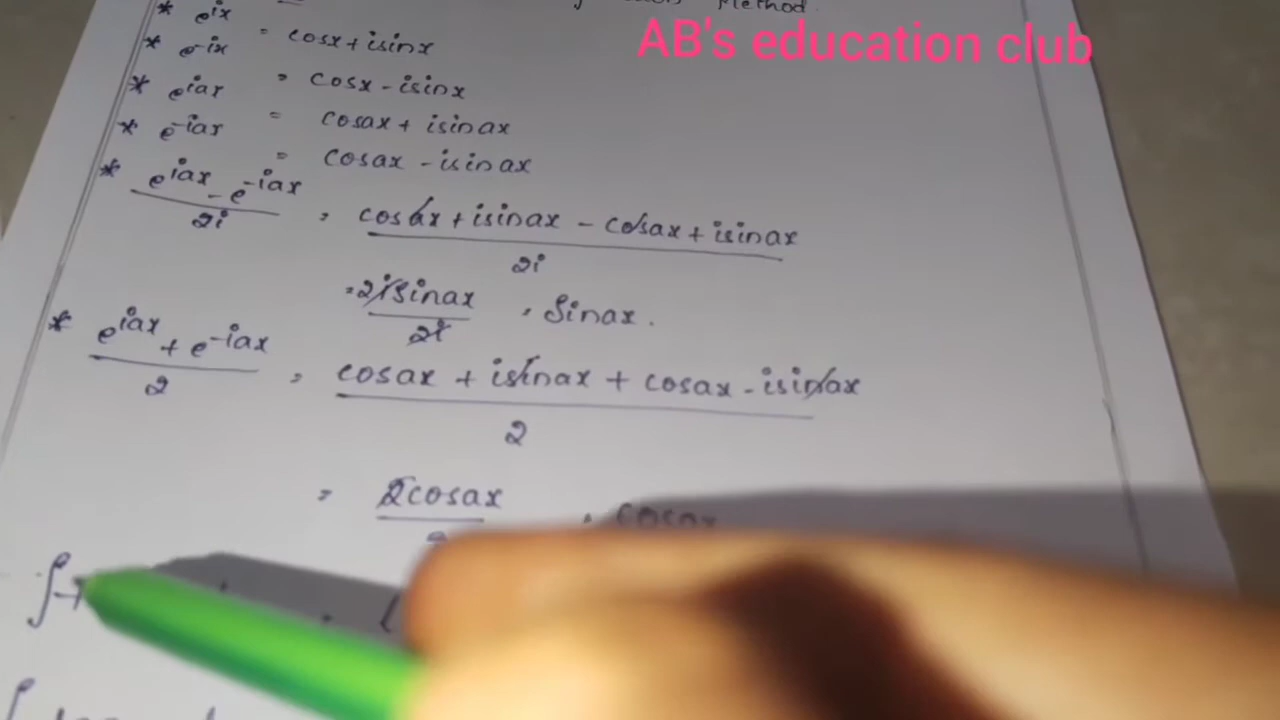 Method.
AB's education club
* e^ix = cosx + isinx
* e^-ix = cosx - isinx
* e^iax = cosax + isinax
* e^-iax = cosax - isinax
* (e^iax - e^-iax)/2i = (cosax + isinax - cosax + isinax)/2i
= 2isinax/2i = Sinax.
* (e^iax + e^-iax)/2 = (cosax + isinax + cosax - isinax)/2
= 2cosax/2 = cosax
∫